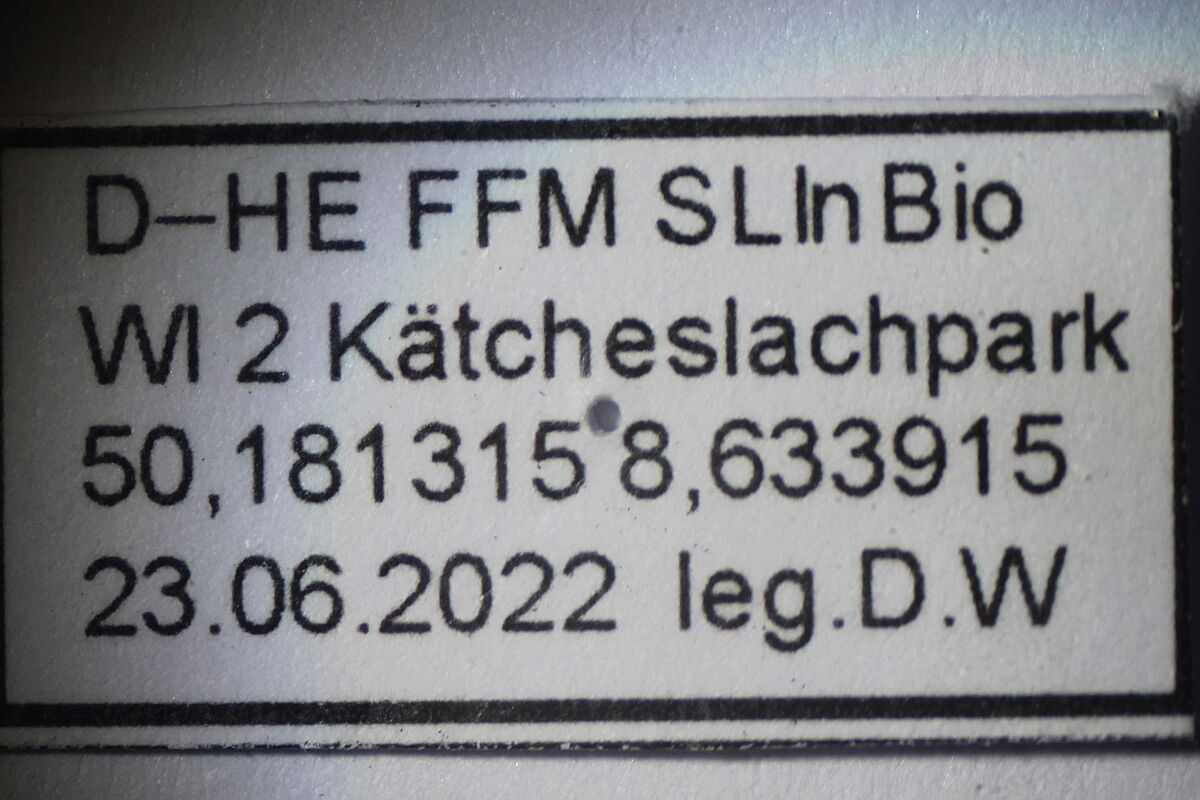 D-HE FFM SLInBio
WI 2 Kätcheslachpark
50,181315 8,633915
23.06.2022 leg.D.W